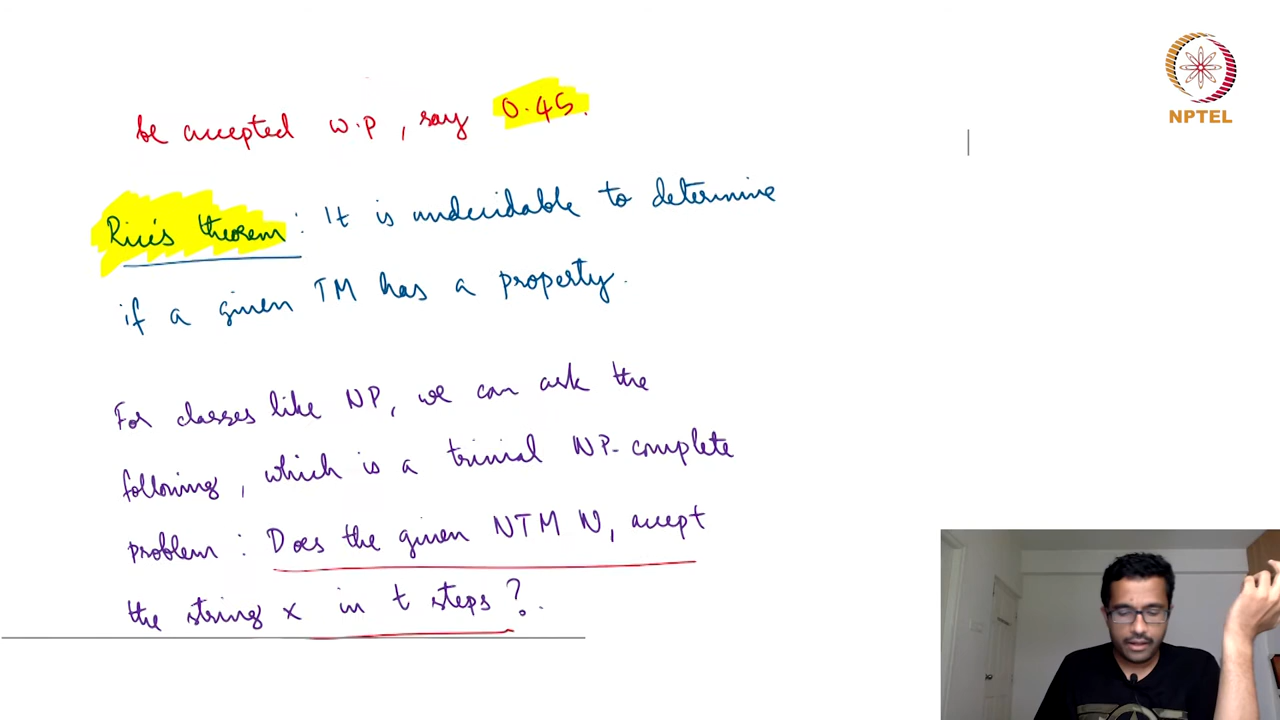 NPTEL
be accepted w.p, say 0.45.
Rice's theorem : It is undecidable to determine
if a given TM has a property.
For classes like NP, we can ask the
following, which is a trivial NP-complete
problem : Does the given NTM N, accept
the string x in t steps ?.